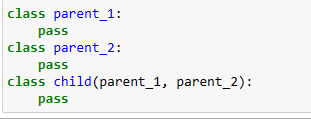 class parent_1:
    pass
class parent_2:
    pass
class child(parent_1, parent_2):
    pass